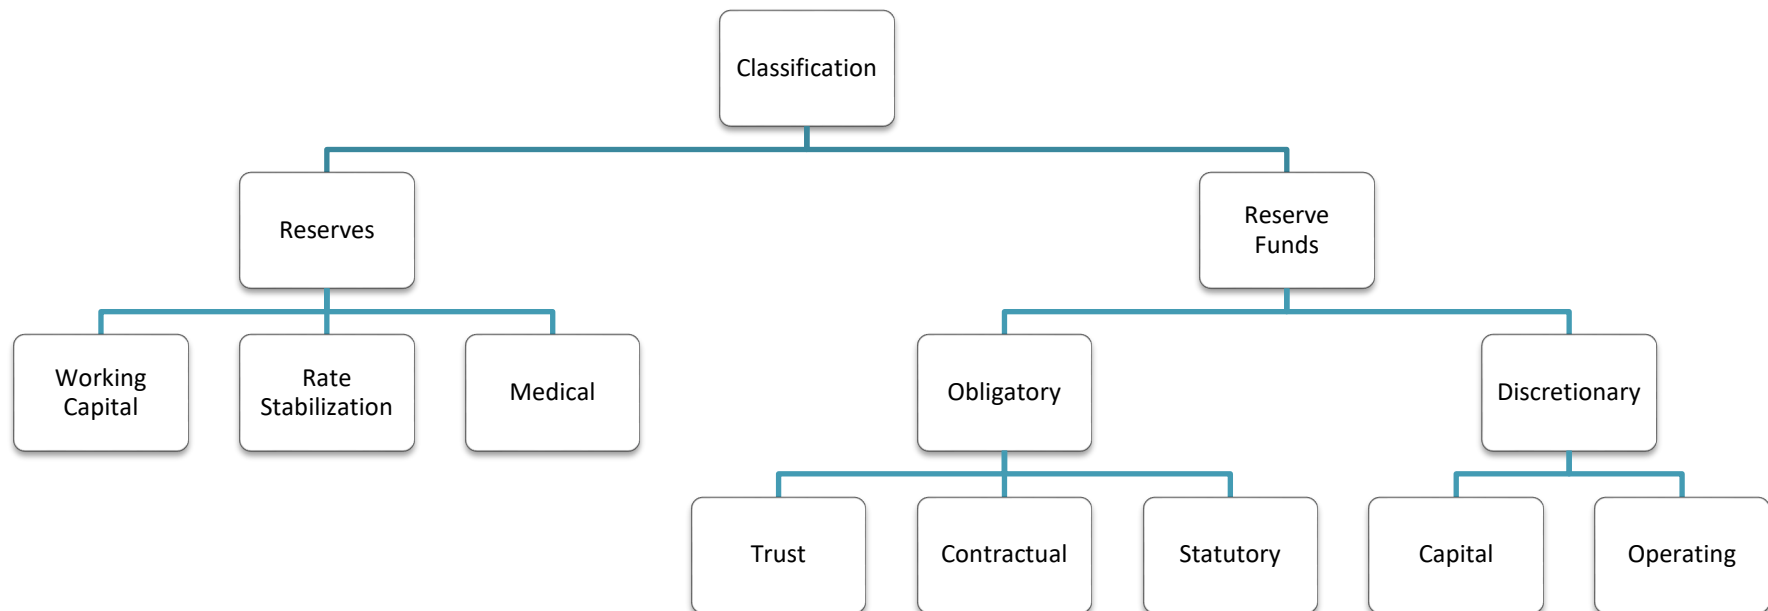 Classification
Reserves
Reserve
Funds
Working
Capital
Rate
Stabilization
Medical
Obligatory
Discretionary
Trust
Contractual
Statutory
Capital
Operating